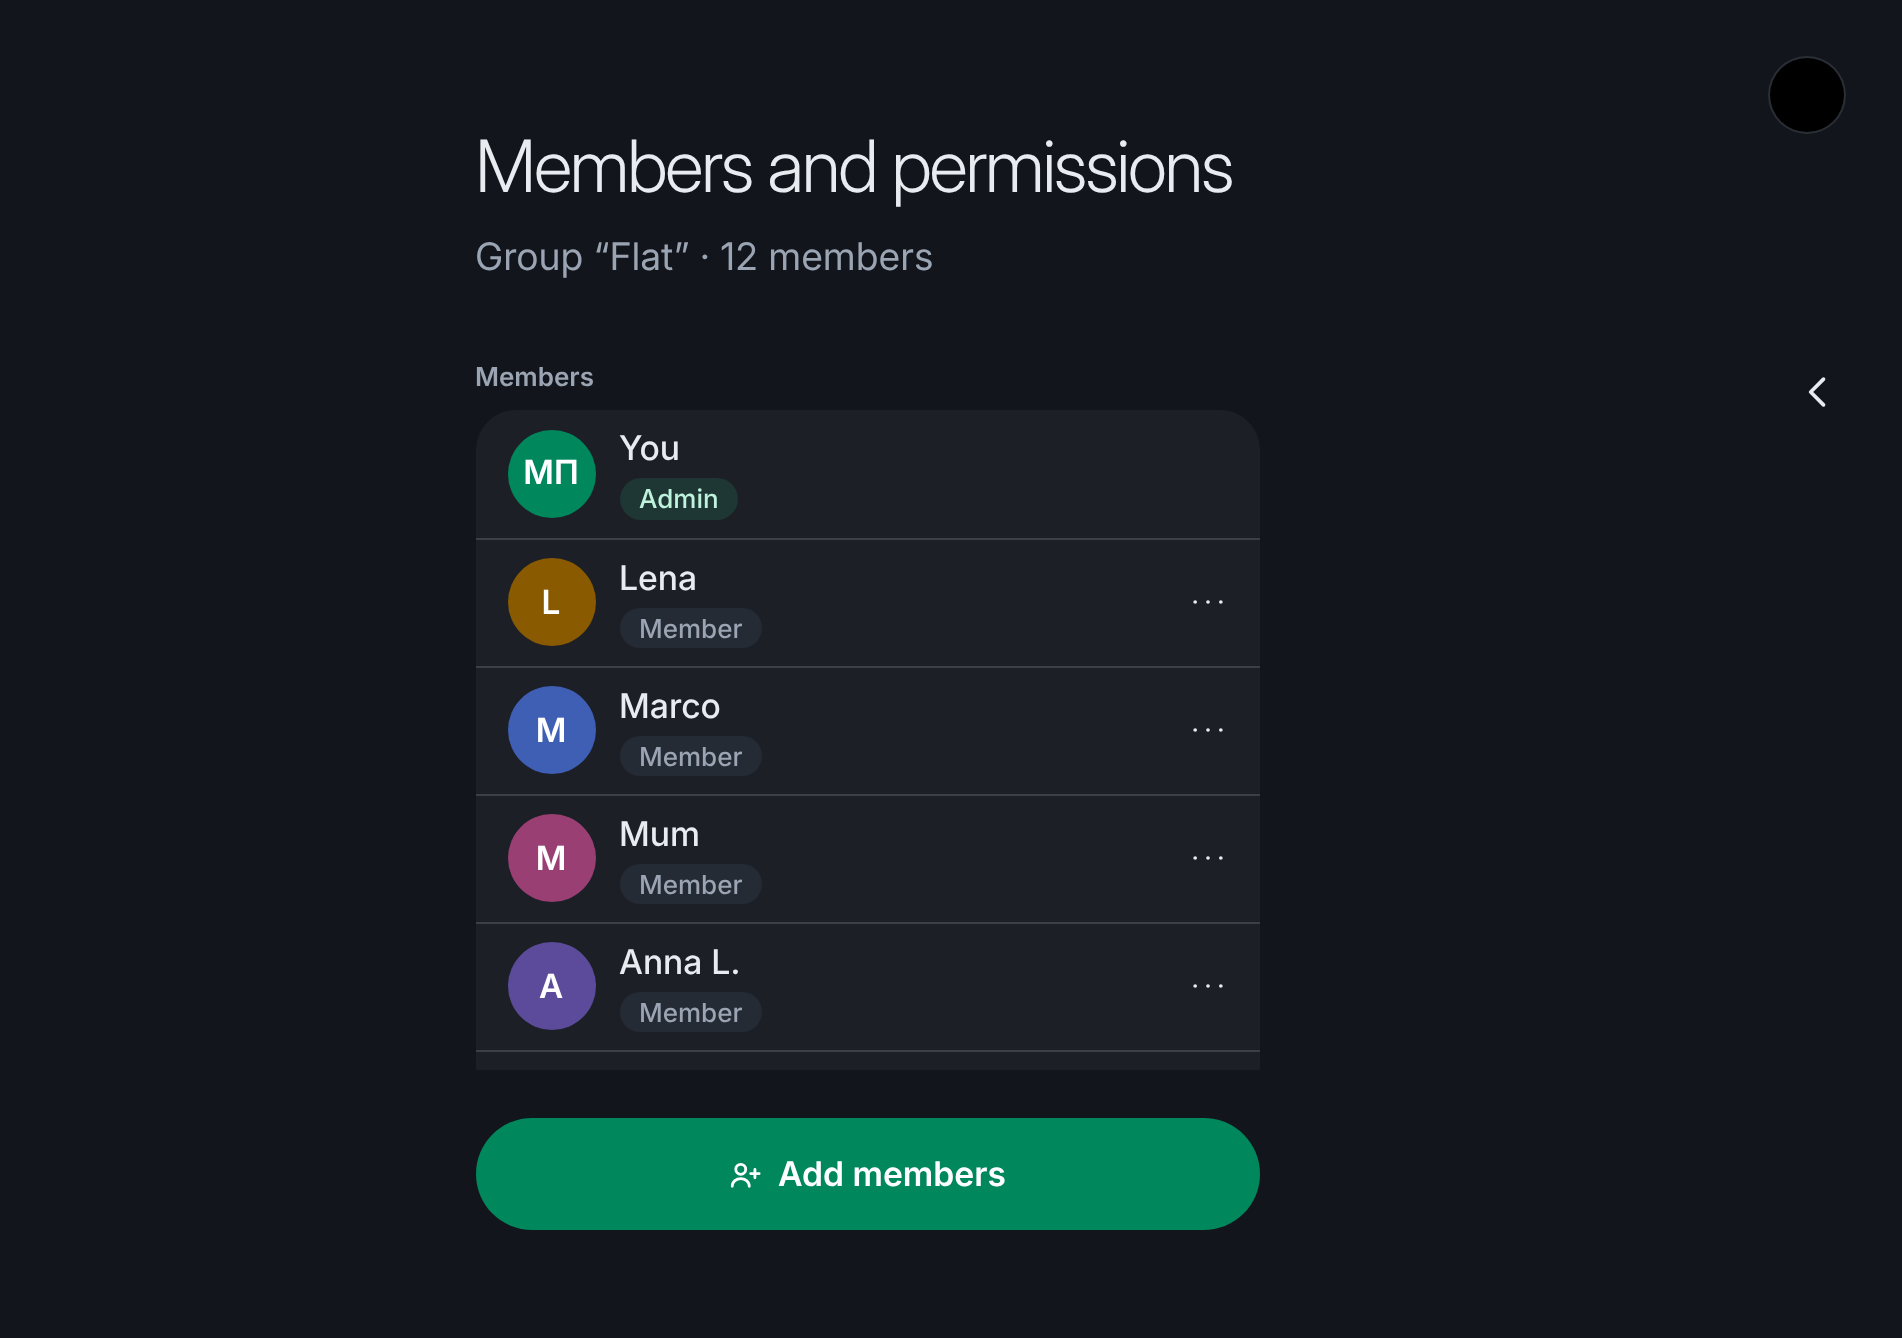 Members and permissions
Group “Flat” · 12 members
Members
МП
You
Admin
L
Lena
Member
M
Marco
Member
M
Mum
Member
A
Anna L.
Member
Add members